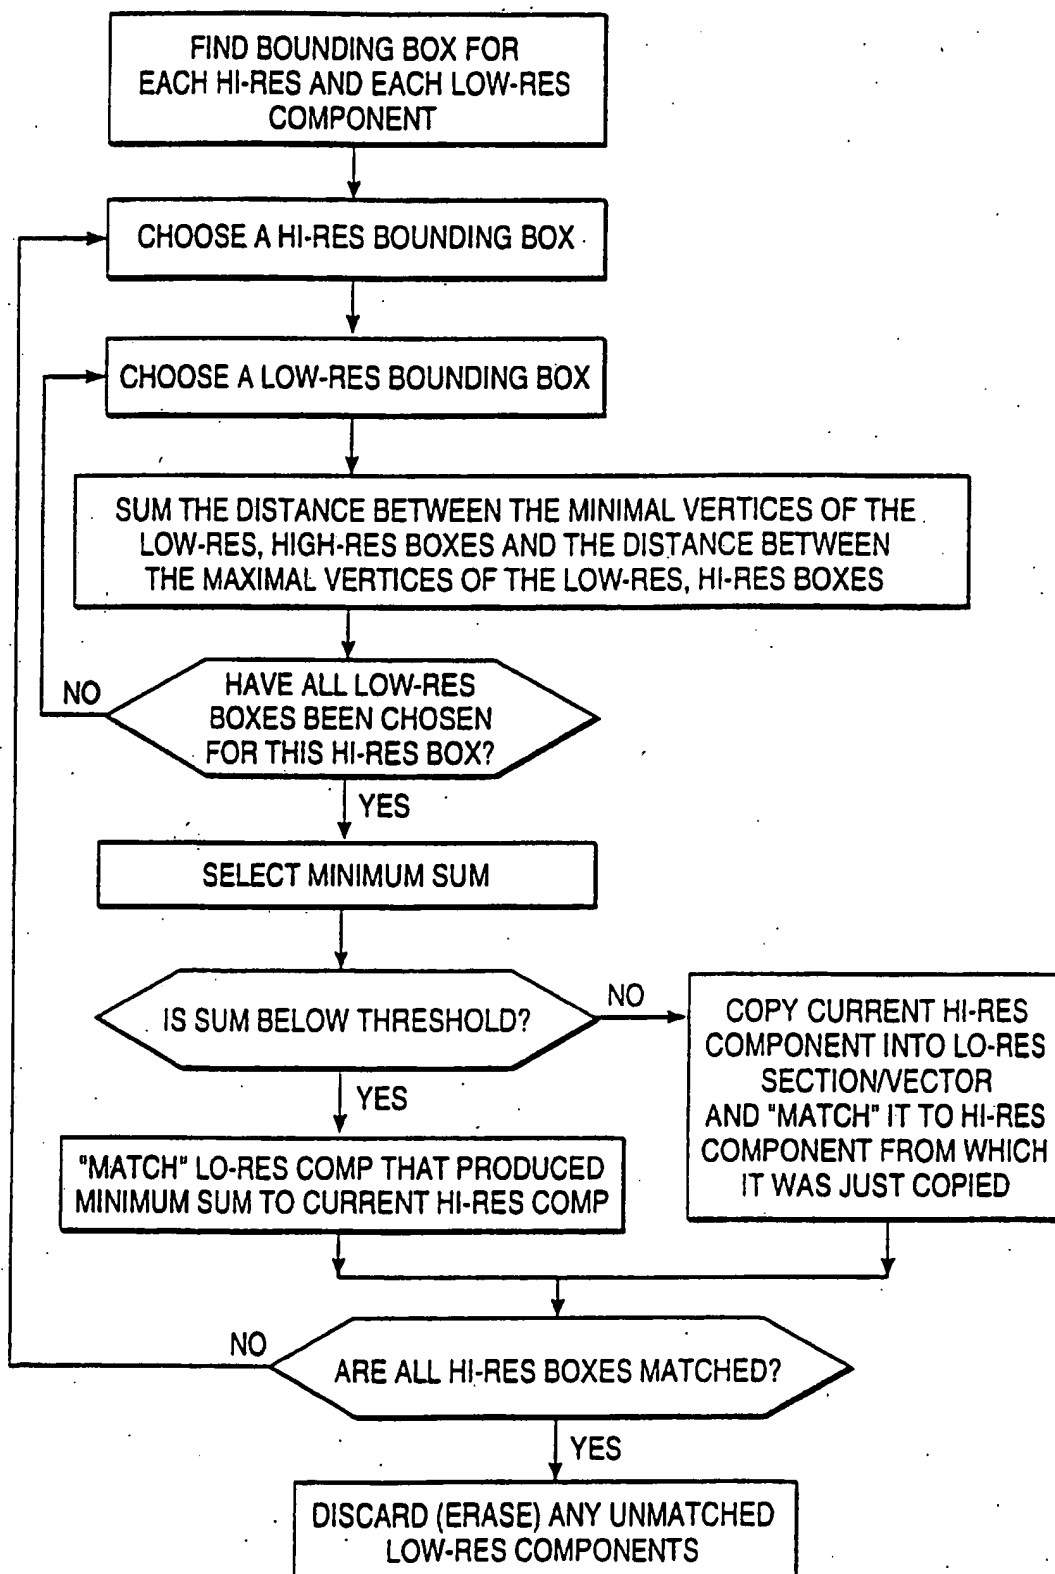 FIND BOUNDING BOX FOR
EACH HI-RES AND EACH LOW-RES
COMPONENT
CHOOSE A HI-RES BOUNDING BOX
CHOOSE A LOW-RES BOUNDING BOX
SUM THE DISTANCE BETWEEN THE MINIMAL VERTICES OF THE
LOW-RES, HIGH-RES BOXES AND THE DISTANCE BETWEEN
THE MAXIMAL VERTICES OF THE LOW-RES, HI-RES BOXES
NO
HAVE ALL LOW-RES
BOXES BEEN CHOSEN
FOR THIS HI-RES BOX?
YES
SELECT MINIMUM SUM
IS SUM BELOW THRESHOLD?
NO
COPY CURRENT HI-RES
COMPONENT INTO LO-RES
SECTION/VECTOR
AND "MATCH" IT TO HI-RES
COMPONENT FROM WHICH
IT WAS JUST COPIED
YES
"MATCH" LO-RES COMP THAT PRODUCED
MINIMUM SUM TO CURRENT HI-RES COMP
NO
ARE ALL HI-RES BOXES MATCHED?
YES
DISCARD (ERASE) ANY UNMATCHED
LOW-RES COMPONENTS